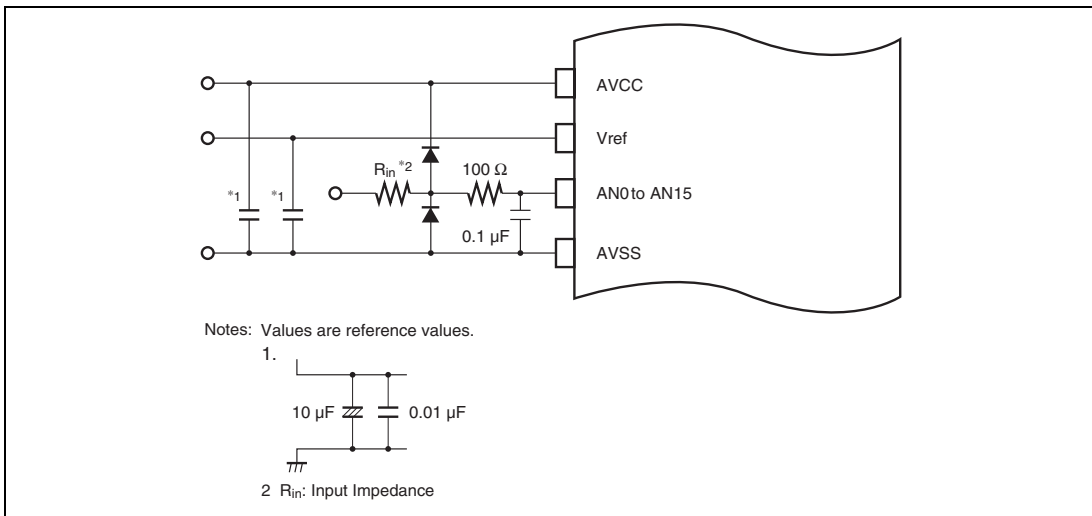 AVCC
Vref
Rin *2
100 Ω
*1
*1
AN0 to AN15
0.1 µF
AVSS
Notes: Values are reference values.
1.
10 µF
0.01 µF
2 Rin: Input Impedance